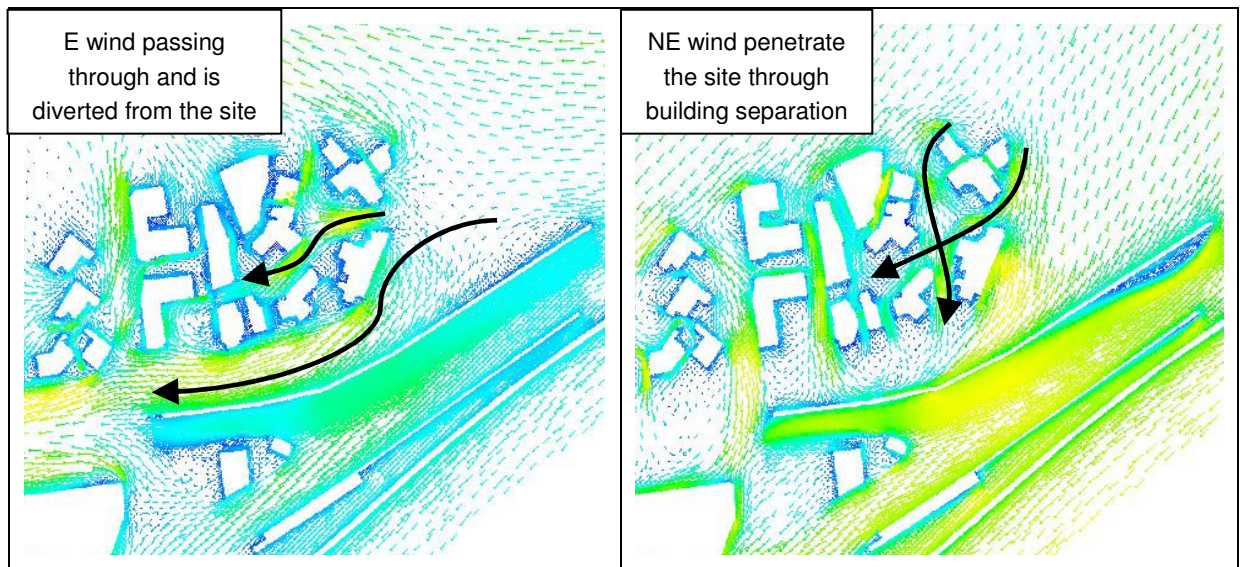 E wind passing
through and is
diverted from the site
NE wind penetrate
the site through
building separation